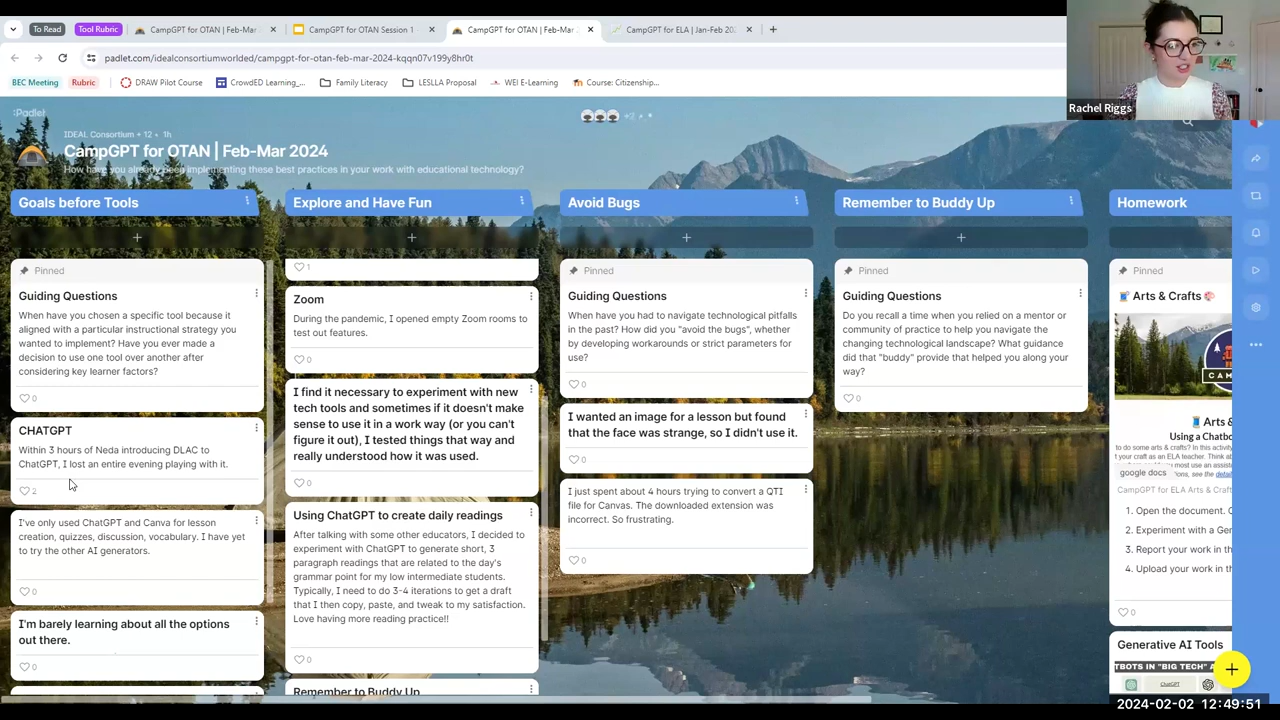 To Read
Tool Rubric
CampGPT for OTAN | Feb-Mar
CampGPT for OTAN Session 1
CampGPT for OTAN | Feb-Mar
CampGPT for ELA | Jan-Feb 202
padlet.com/idealconsortiumworlded/campgpt-for-otan-feb-mar-2024-kqqn07v199y8hr0t
BEC Meeting
Rubric
DRAW Pilot Course
CrowdED Learning_...
Family Literacy
LESLLA Proposal
WEI E-Learning
Course: Citizenship...
Rachel Riggs
:Padlet
IDEAL Consortium + 12 • 1h
CampGPT for OTAN | Feb-Mar 2024
How have you already been implementing these best practices in your work with educational technology?
Goals before Tools
Pinned
Guiding Questions
When have you chosen a specific tool because it
aligned with a particular instructional strategy you
wanted to implement? Have you ever made a
decision to use one tool over another after
considering key learner factors?
0
CHATGPT
Within 3 hours of Neda introducing DLAC to
ChatGPT, I lost an entire evening playing with it.
2
I've only used ChatGPT and Canva for lesson
creation, quizzes, discussion, vocabulary. I have yet
to try the other AI generators.
0
I'm barely learning about all the options
out there.
0
Explore and Have Fun
1
Zoom
During the pandemic, I opened empty Zoom rooms to
test out features.
0
I find it necessary to experiment with new
tech tools and sometimes if it doesn't make
sense to use it in a work way (or you can't
figure it out), I tested things that way and
really understood how it was used.
0
Using ChatGPT to create daily readings
After talking with some other educators, I decided to
experiment with ChatGPT to generate short, 3
paragraph readings that are related to the day's
grammar point for my low intermediate students.
Typically, I need to do 3-4 iterations to get a draft
that I then copy, paste, and tweak to my satisfaction.
Love having more reading practice!!
0
Remember to Buddy Up
Avoid Bugs
Pinned
Guiding Questions
When have you had to navigate technological pitfalls
in the past? How did you "avoid the bugs", whether
by developing workarounds or strict parameters for
use?
0
I wanted an image for a lesson but found
that the face was strange, so I didn't use it.
0
I just spent about 4 hours trying to convert a QTI
file for Canvas. The downloaded extension was
incorrect. So frustrating.
0
Remember to Buddy Up
Pinned
Guiding Questions
Do you recall a time when you relied on a mentor or
community of practice to help you navigate the
changing technological landscape? What guidance
did that "buddy" provide that helped you along your
way?
0
Homework
Pinned
Arts & Crafts
CAM
Arts &
Using a Chatbo
google docs
CampGPT for ELA Arts & Craft
1. Open the document. C
2. Experiment with a Gen
3. Report your work in th
4. Upload your work in th
0
Generative AI Tools
TBOTS IN "BIG TECH" A
ChatGPT
2024-02-02 12:49:51